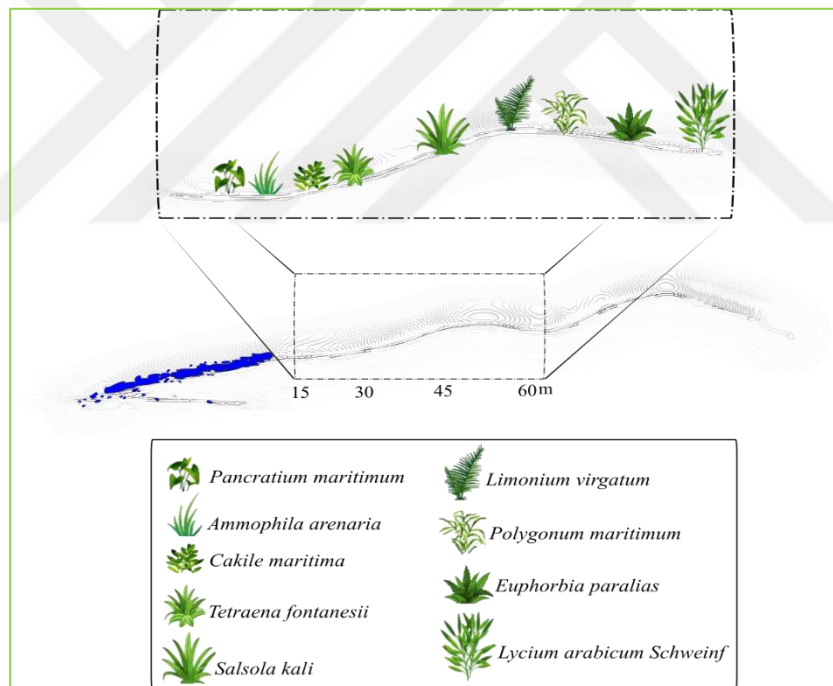 15 30 45 60 m
Pancratium maritimum
Ammophila arenaria
Cakile maritima
Tetraena fontanesii
Salsola kali
Limonium virgatum
Polygonum maritimum
Euphorbia paralias
Lycium arabicum Schweinf